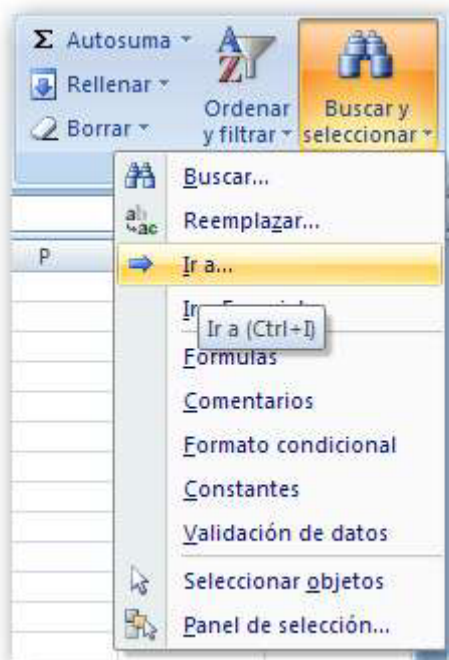 Σ Autosuma
Rellenar
Borrar
Ordenar
y filtrar
Buscar y
seleccionar
Buscar...
Reemplazar...
P
Ir a...
Ir a (Ctrl+I)
Fórmulas
Comentarios
Formato condicional
Constantes
Validación de datos
Seleccionar objetos
Panel de selección...